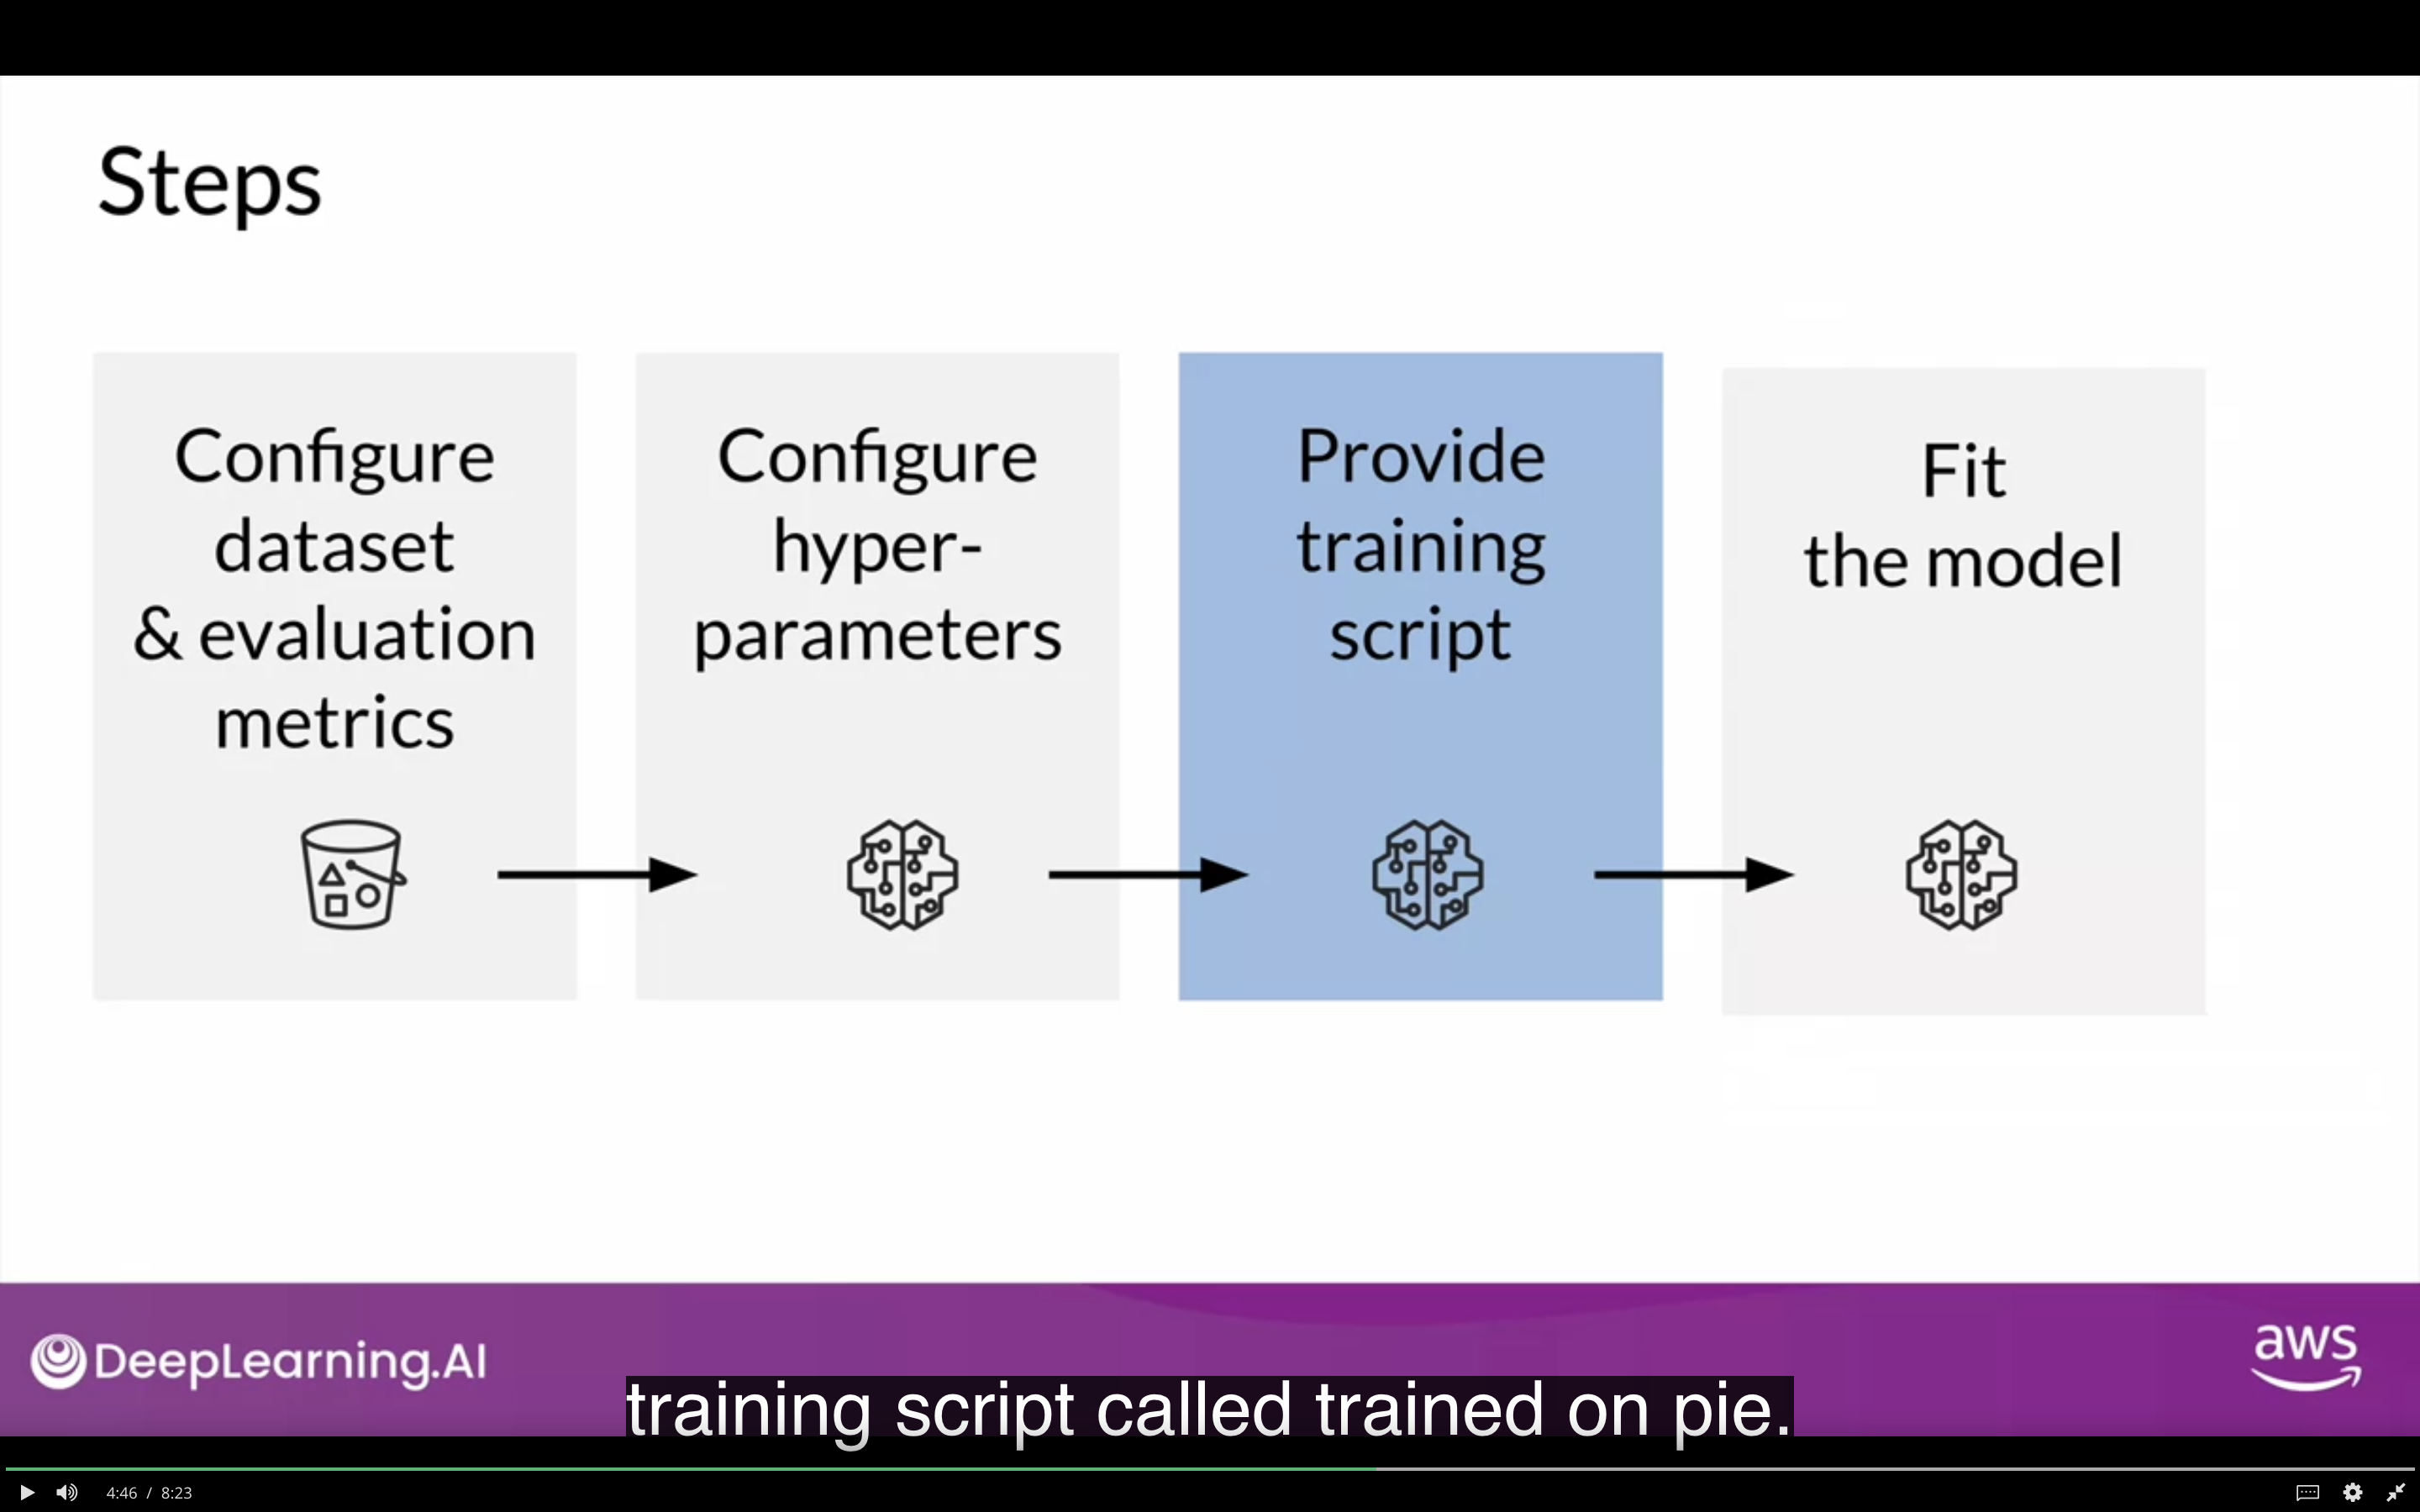 Steps
Configure
dataset
& evaluation
metrics
Configure
hyper-
parameters
Provide
training
script
Fit
the model
DeepLearning.AI
aws
training script called trained on pie.
4:46 / 8:23